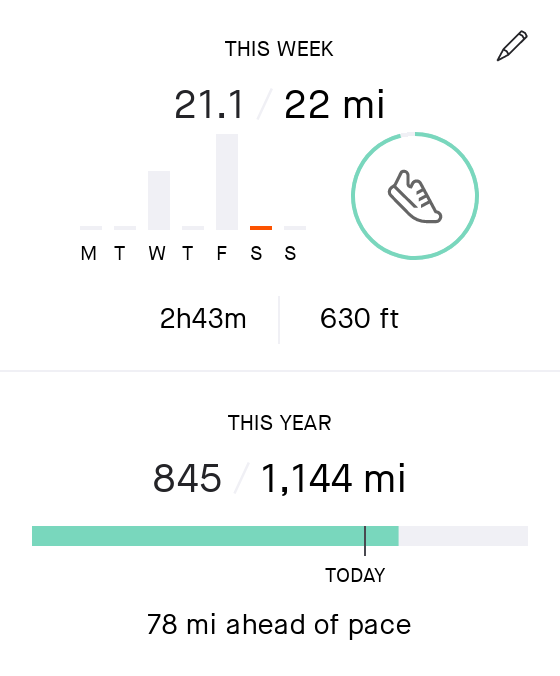 THIS WEEK
21.1 / 22 mi
M T W T F S S
2h43m 630 ft
THIS YEAR
845 / 1,144 mi
TODAY
78 mi ahead of pace